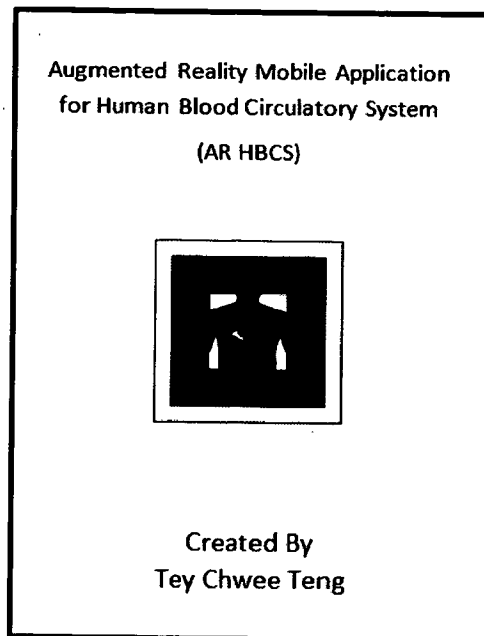 Augmented Reality Mobile Application
for Human Blood Circulatory System
(AR HBCS)
Created By
Tey Chwee Teng